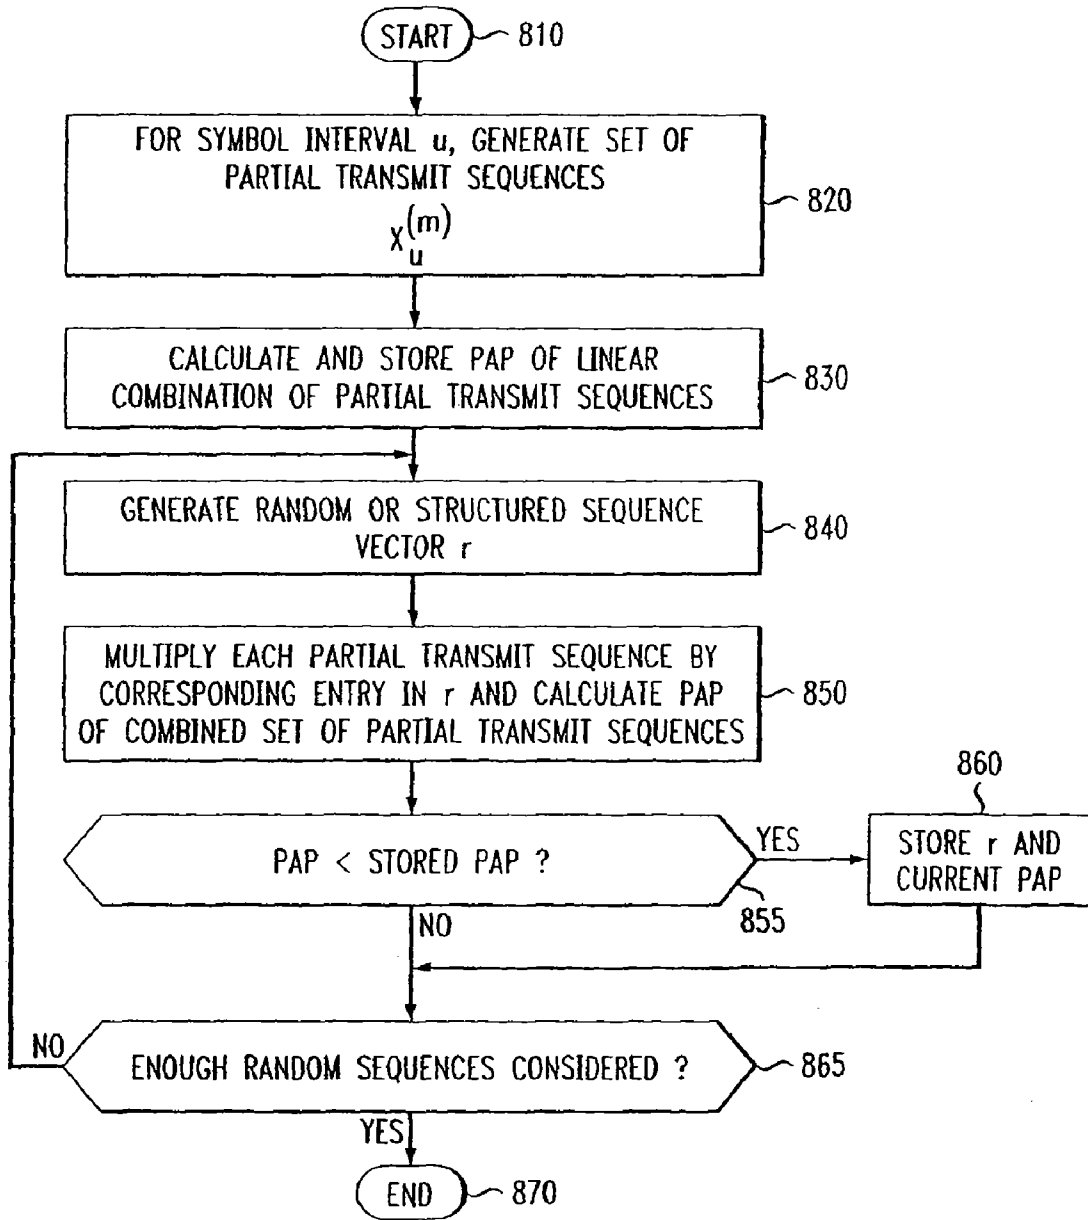 START
810
FOR SYMBOL INTERVAL u, GENERATE SET OF
PARTIAL TRANSMIT SEQUENCES
X_u^(m)
820
CALCULATE AND STORE PAP OF LINEAR
COMBINATION OF PARTIAL TRANSMIT SEQUENCES
830
GENERATE RANDOM OR STRUCTURED SEQUENCE
VECTOR r
840
MULTIPLY EACH PARTIAL TRANSMIT SEQUENCE BY
CORRESPONDING ENTRY IN r AND CALCULATE PAP
OF COMBINED SET OF PARTIAL TRANSMIT SEQUENCES
850
PAP < STORED PAP ?
855
YES
860
STORE r AND
CURRENT PAP
NO
ENOUGH RANDOM SEQUENCES CONSIDERED ?
865
NO
YES
END
870